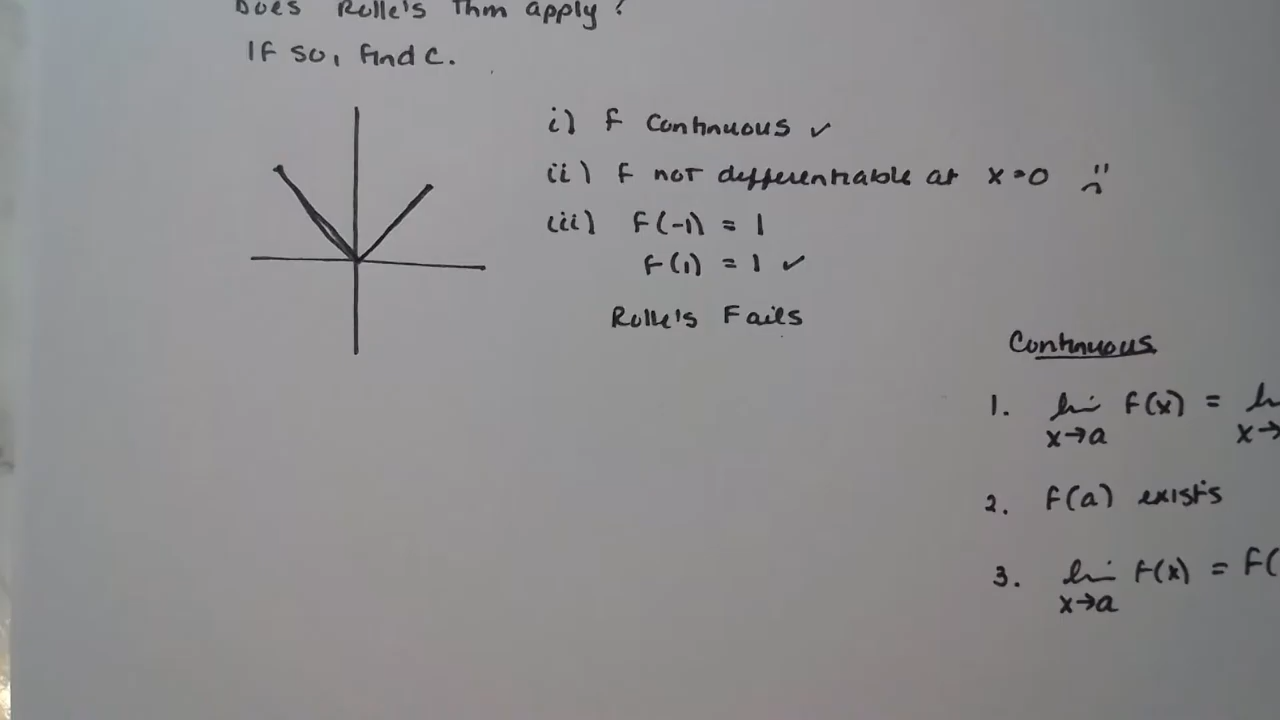 Does Rolle's Thm apply?
If so, find c.
i) f continuous ✓
ii) f not differentiable at x=0
iii) f(-1) = 1
f(1) = 1 ✓
Rolle's Fails
Continuous
1. lim f(x) =
x→a x→
2. f(a) exists
3. lim f(x) = f(
x→a